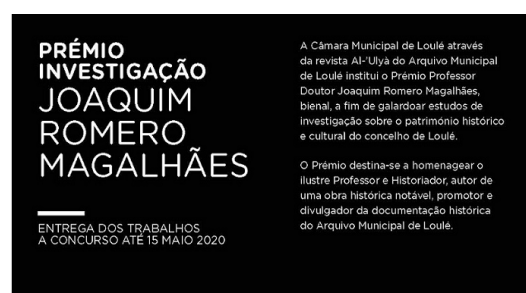 PRÉMIO
INVESTIGAÇÃO
JOAQUIM
ROMERO
MAGALHÃES
ENTREGA DOS TRABALHOS
A CONCURSO ATÉ 15 MAIO 2020
A Câmara Municipal de Loulé através
da revista Al-'Ulyà do Arquivo Municipal
de Loulé institui o Prémio Professor
Doutor Joaquim Romero Magalhães,
bienal, a fim de galardoar estudos de
investigação sobre o património histórico
e cultural do concelho de Loulé.
O Prémio destina-se a homenagear o
ilustre Professor e Historiador, autor de
uma obra histórica notável, promotor e
divulgador da documentação histórica
do Arquivo Municipal de Loulé.